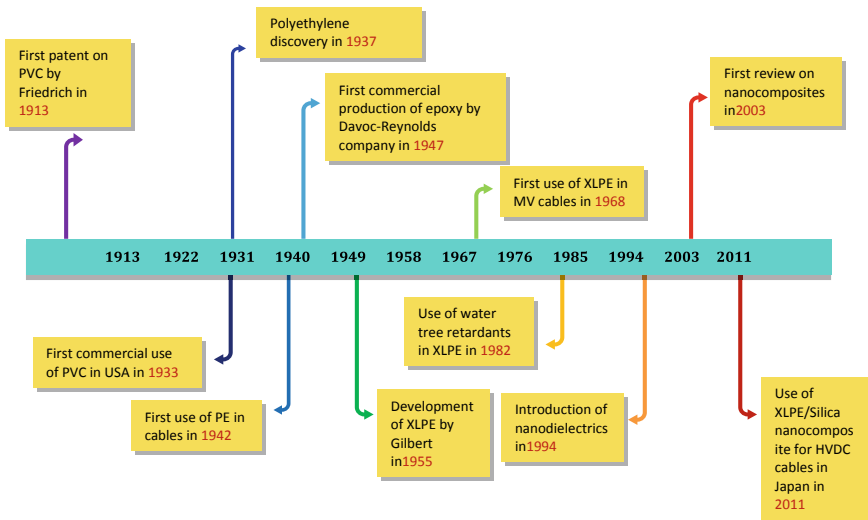 First patent on
PVC by
Friedrich in
1913
Polyethylene
discovery in 1937
First commercial
production of epoxy by
Davoc-Reynolds
company in 1947
First use of XLPE in
MV cables in 1968
First review on
nanocomposites
in2003
1913 1922 1931 1940 1949 1958 1967 1976 1985 1994 2003 2011
First commercial use
of PVC in USA in 1933
First use of PE in
cables in 1942
Development
of XLPE by
Gilbert
in1955
Use of water
tree retardants
in XLPE in 1982
Introduction of
nanodielectrics
in1994
Use of
XLPE/Silica
nanocompos
ite for HVDC
cables in
Japan in
2011